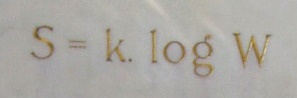 S = k. log W